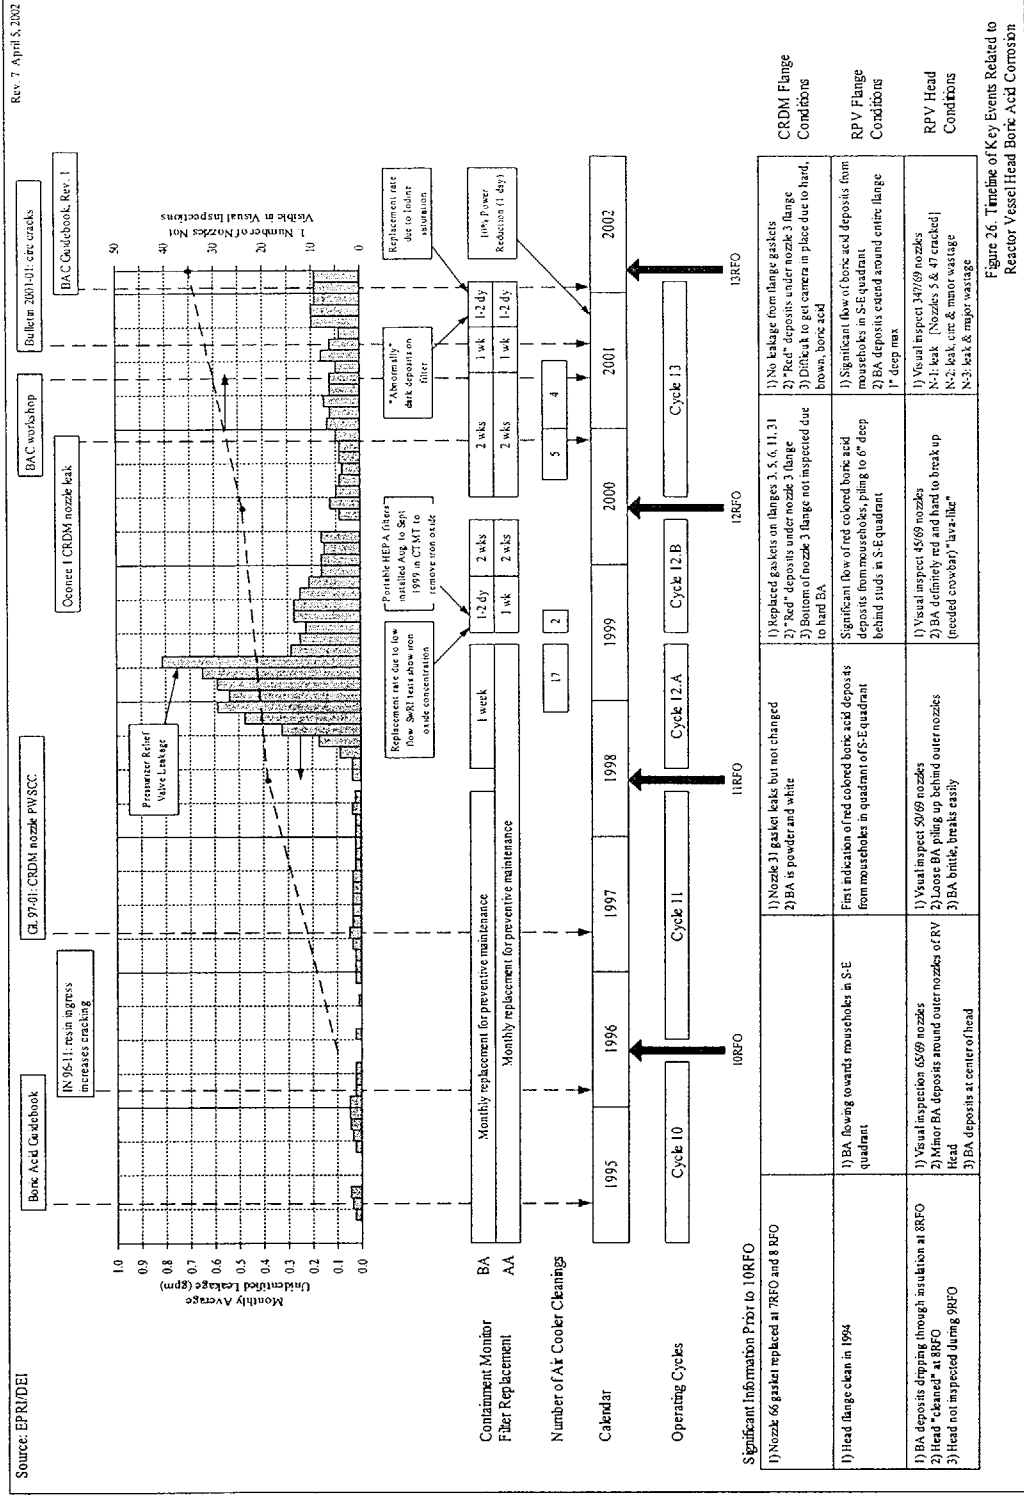 Rev. 7 April 5, 2002
Source: EPRI/DEI
Boric Acid Guidebook
IN 96-11: resin ingress
increases cracking
GL 97-01: CRDM nozzle PWSCC
Oconee 1 CRDM nozzle leak
BAC workshop
Bulletin 2001-01: circ cracks
BAC Guidebook, Rev. 1
Monthly Average
Unidentified Leakage (gpm)
1.0
0.9
0.8
0.7
0.6
0.5
0.4
0.3
0.2
0.1
0.0
Pressurizer Relief
Valve Leakage
50
40
30
20
10
0
1. Number of Nozzles Not
Visible in Visual Inspections
Replacement rate due to low
flow. SwRI tests show iron
oxide concentration
Portable HEPA filters
installed Aug. to Sept
1999 in CTMT to
remove iron oxide
"Abnormally"
dark deposits on
filter
Replacement rate
due to Iodine
saturation
10% Power
Reduction (1 day)
Containment Monitor
Filter Replacement
BA
AA
Monthly replacement for preventive maintenance
1 week
1-2 dy
2 wks
2 wks
1 wk
1-2 dy
Monthly replacement for preventive maintenance
1 wk
2 wks
2 wks
1 wk
1-2 dy
Number of Air Cooler Cleanings
17
2
5
4
Calendar
1995
1996
1997
1998
1999
2000
2001
2002
Operating Cycles
Cycle 10
Cycle 11
Cycle 12.A
Cycle 12.B
Cycle 13
10RFO
11RFO
12RFO
13RFO
Significant Information Prior to 10RFO
1) Nozzle 66 gasket replaced at 7RFO and 8 RFO
1) Nozzle 31 gasket leaks but not changed
2) BA is powder and white
1) Replaced gaskets on flanges 3, 5, 6, 11, 31
2) "Red" deposits under nozzle 3 flange
3) Bottom of nozzle 3 flange not inspected due
to hard BA
1) No leakage from flange gaskets
2) "Red" deposits under nozzle 3 flange
3) Difficult to get camera in place due to hard,
brown, boric acid
CRDM Flange
Conditions
1) Head flange clean in 1994
1) BA flowing towards mouseholes in S-E
quadrant
First indication of red colored boric acid deposits
from mouseholes in quadrant of S-E quadrant
Significant flow of red colored boric acid
deposits from mouseholes, piling to 6" deep
behind studs in S-E quadrant
1) Significant flow of boric acid deposits from
mouseholes in S-E quadrant
2) BA deposits extend around entire flange
1" deep max
RPV Flange
Conditions
1) BA deposits dripping through insulation at 8RFO
2) Head "cleaned" at 8RFO
3) Head not inspected during 9RFO
1) Visual inspection 65/69 nozzles
2) Minor BA deposits around outer nozzles of RV
Head
3) BA deposits at center of head
1) Vsual inspect 50/69 nozzles
2) Loose BA piling up behind outer nozzles
3) BA brittle, breaks easily
1) Visual inspect 45/69 nozzles
2) BA definitely red and hard to break up
(needed crowbar) "lava-like"
1) Visual inspect 34?/69 nozzles
N-1: leak [Nozzles 5 & 47 cracked]
N-2: leak, circ & minor wastage
N-3: leak & major wastage
RPV Head
Conditions
Figure 26. Timeline of Key Events Related to
Reactor Vessel Head Boric Acid Corrosion